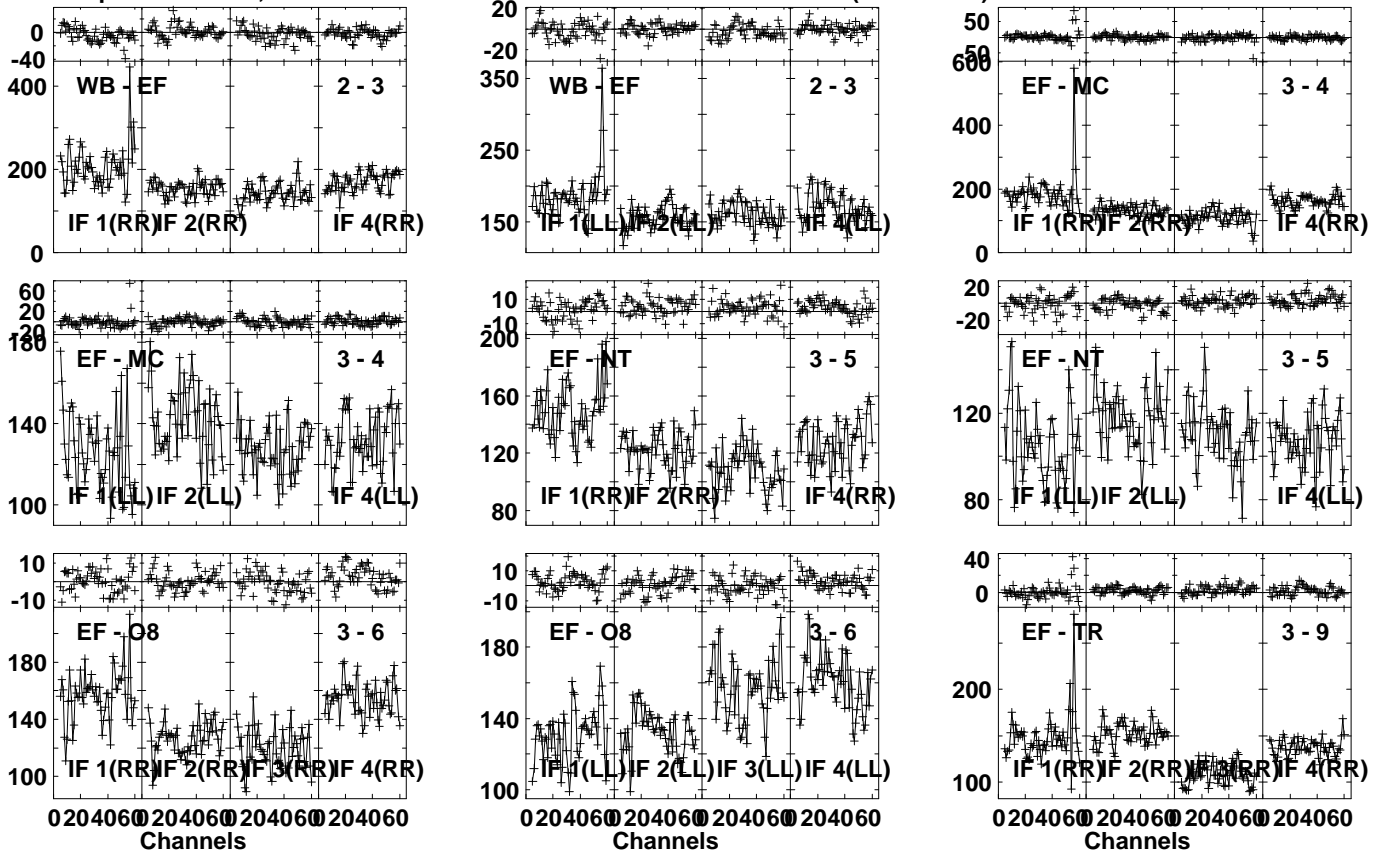 0
-40
20
0
-20
50
-50
WB - EF 2 - 3
400
200
0
IF 1(RR) IF 2(RR) IF 4(RR)
WB - EF 2 - 3
350
250
150
IF 1(LL) IF 2(LL) IF 4(LL)
EF - MC 3 - 4
600
400
200
0
IF 1(RR) IF 2(RR) IF 4(RR)
60
20
-20
10
-10
20
-20
EF - MC 3 - 4
180
140
100
IF 1(LL) IF 2(LL) IF 4(LL)
EF - NT 3 - 5
200
160
120
80
IF 1(RR) IF 2(RR) IF 4(RR)
EF - NT 3 - 5
120
80
IF 1(LL) IF 2(LL) IF 4(LL)
10
-10
10
-10
40
0
EF - O8 3 - 6
180
140
100
IF 1(RR) IF 2(RR) IF 3(RR) IF 4(RR)
EF - O8 3 - 6
180
140
100
IF 1(LL) IF 2(LL) IF 3(LL) IF 4(LL)
EF - TR 3 - 9
200
100
IF 1(RR) IF 2(RR) IF 3(RR) IF 4(RR)
0 20 40 60 0 20 40 60 0 20 40 60 0 20 40 60
0 20 40 60 0 20 40 60 0 20 40 60 0 20 40 60
0 20 40 60 0 20 40 60 0 20 40 60 0 20 40 60
Channels Channels Channels